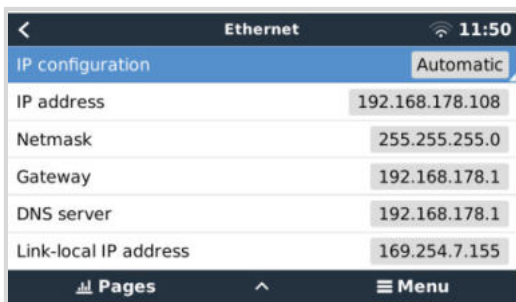 Ethernet 11:50
IP configuration Automatic
IP address 192.168.178.108
Netmask 255.255.255.0
Gateway 192.168.178.1
DNS server 192.168.178.1
Link-local IP address 169.254.7.155
Pages Menu